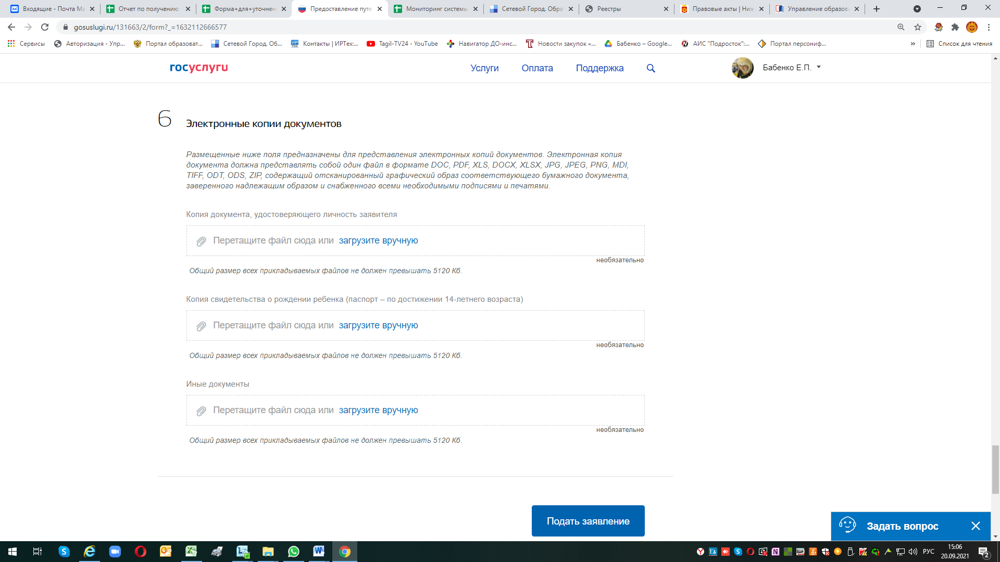 Входящие - Почта Ма
Отчет по получению
Форма+для+уточнен
Предоставление путе
Мониторинг системы
Сетевой Город. Обра
Реестры
Правовые акты | Ниж
Управление образова
gosuslugi.ru/131663/2/form?_=1632112666577
Сервисы
Авторизация - Упр...
Портал образоват...
Сетевой Город. Об...
Контакты | ИРТех:...
Tagil-TV24 - YouTube
Навигатор ДО-инс...
Новости закупок «...
Бабенко – Google...
АИС "Подросток":...
Портал персониф...
»
Список для чтения
госуслуги
Услуги
Оплата
Поддержка
Бабенко Е.П.
6
Электронные копии документов
Размещенные ниже поля предназначены для представления электронных копий документов. Электронная копия
документа должна представлять собой один файл в формате DOC, PDF, XLS, DOCX, XLSX, JPG, JPEG, PNG, MDI,
TIFF, ODT, ODS, ZIP, содержащий отсканированный графический образ соответствующего бумажного документа,
заверенного надлежащим образом и снабженного всеми необходимыми подписями и печатями.
Копия документа, удостоверяющего личность заявителя
Перетащите файл сюда или загрузите вручную
необязательно
Общий размер всех прикладываемых файлов не должен превышать 5120 Кб.
Копия свидетельства о рождении ребенка (паспорт – по достижении 14-летнего возраста)
Перетащите файл сюда или загрузите вручную
необязательно
Общий размер всех прикладываемых файлов не должен превышать 5120 Кб.
Иные документы
Перетащите файл сюда или загрузите вручную
необязательно
Общий размер всех прикладываемых файлов не должен превышать 5120 Кб.
Подать заявление
Задать вопрос
РУС
15:06
20.09.2021
2